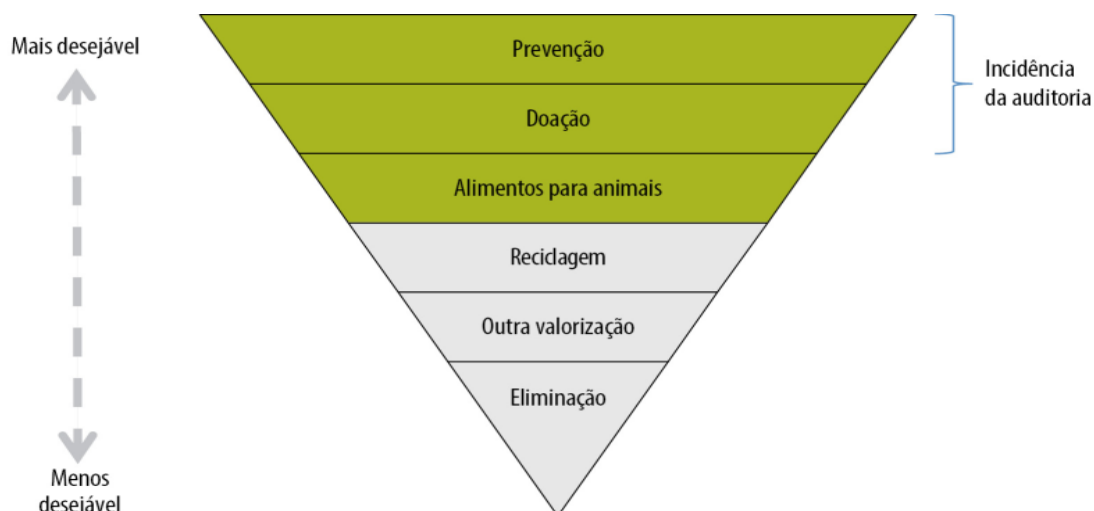 Mais desejável
Prevenção
Incidência
da auditoria
Doação
Alimentos para animais
Reciclagem
Outra valorização
Eliminação
Menos
desejável